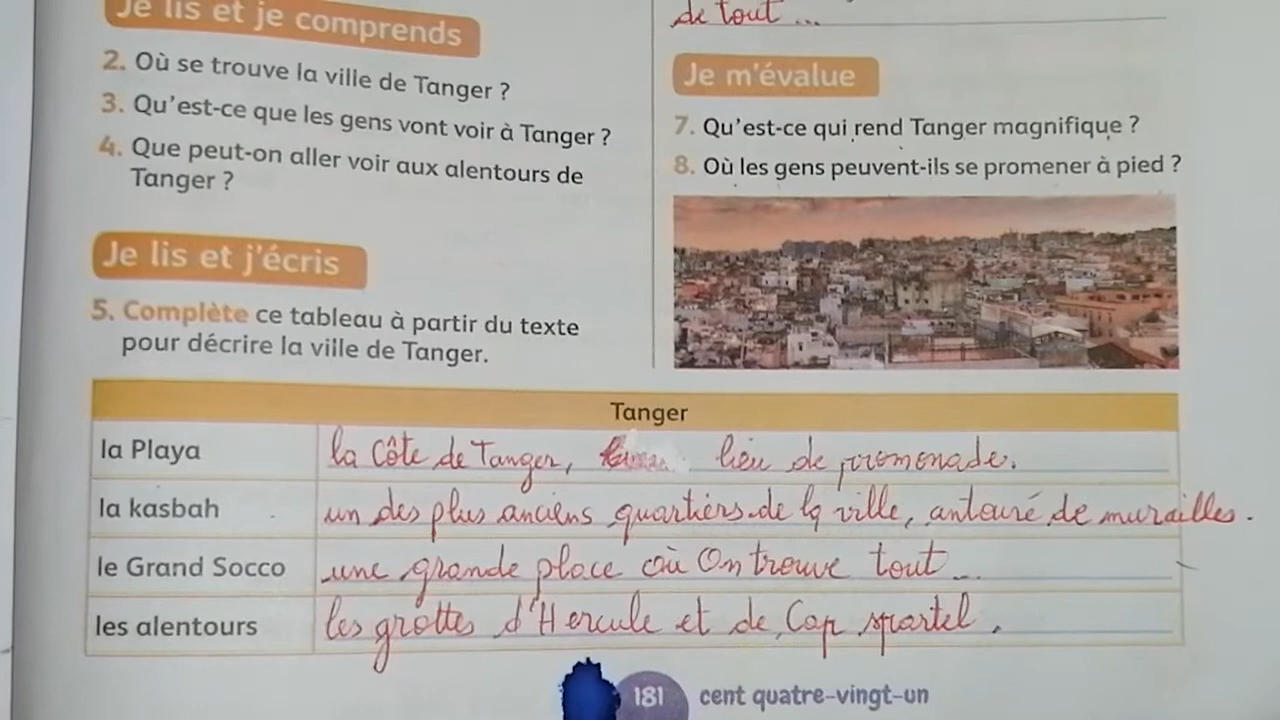 Je lis et je comprends
2. Où se trouve la ville de Tanger ?
3. Qu'est-ce que les gens vont voir à Tanger ?
4. Que peut-on aller voir aux alentours de
Tanger ?
Je lis et j'écris
5. Complète ce tableau à partir du texte
pour décrire la ville de Tanger.
de tout ...
Je m'évalue
7. Qu'est-ce qui rend Tanger magnifique ?
8. Où les gens peuvent-ils se promener à pied ?
Tanger
la Playa la Côte de Tanger, lieu de promenade.
la kasbah un des plus anciens quartiers de la ville, antouré de murailles.
le Grand Socco une grande place où On trouve tout ...
les alentours les grottes d'Hercule et de Cap spartel.
181 cent quatre-vingt-un